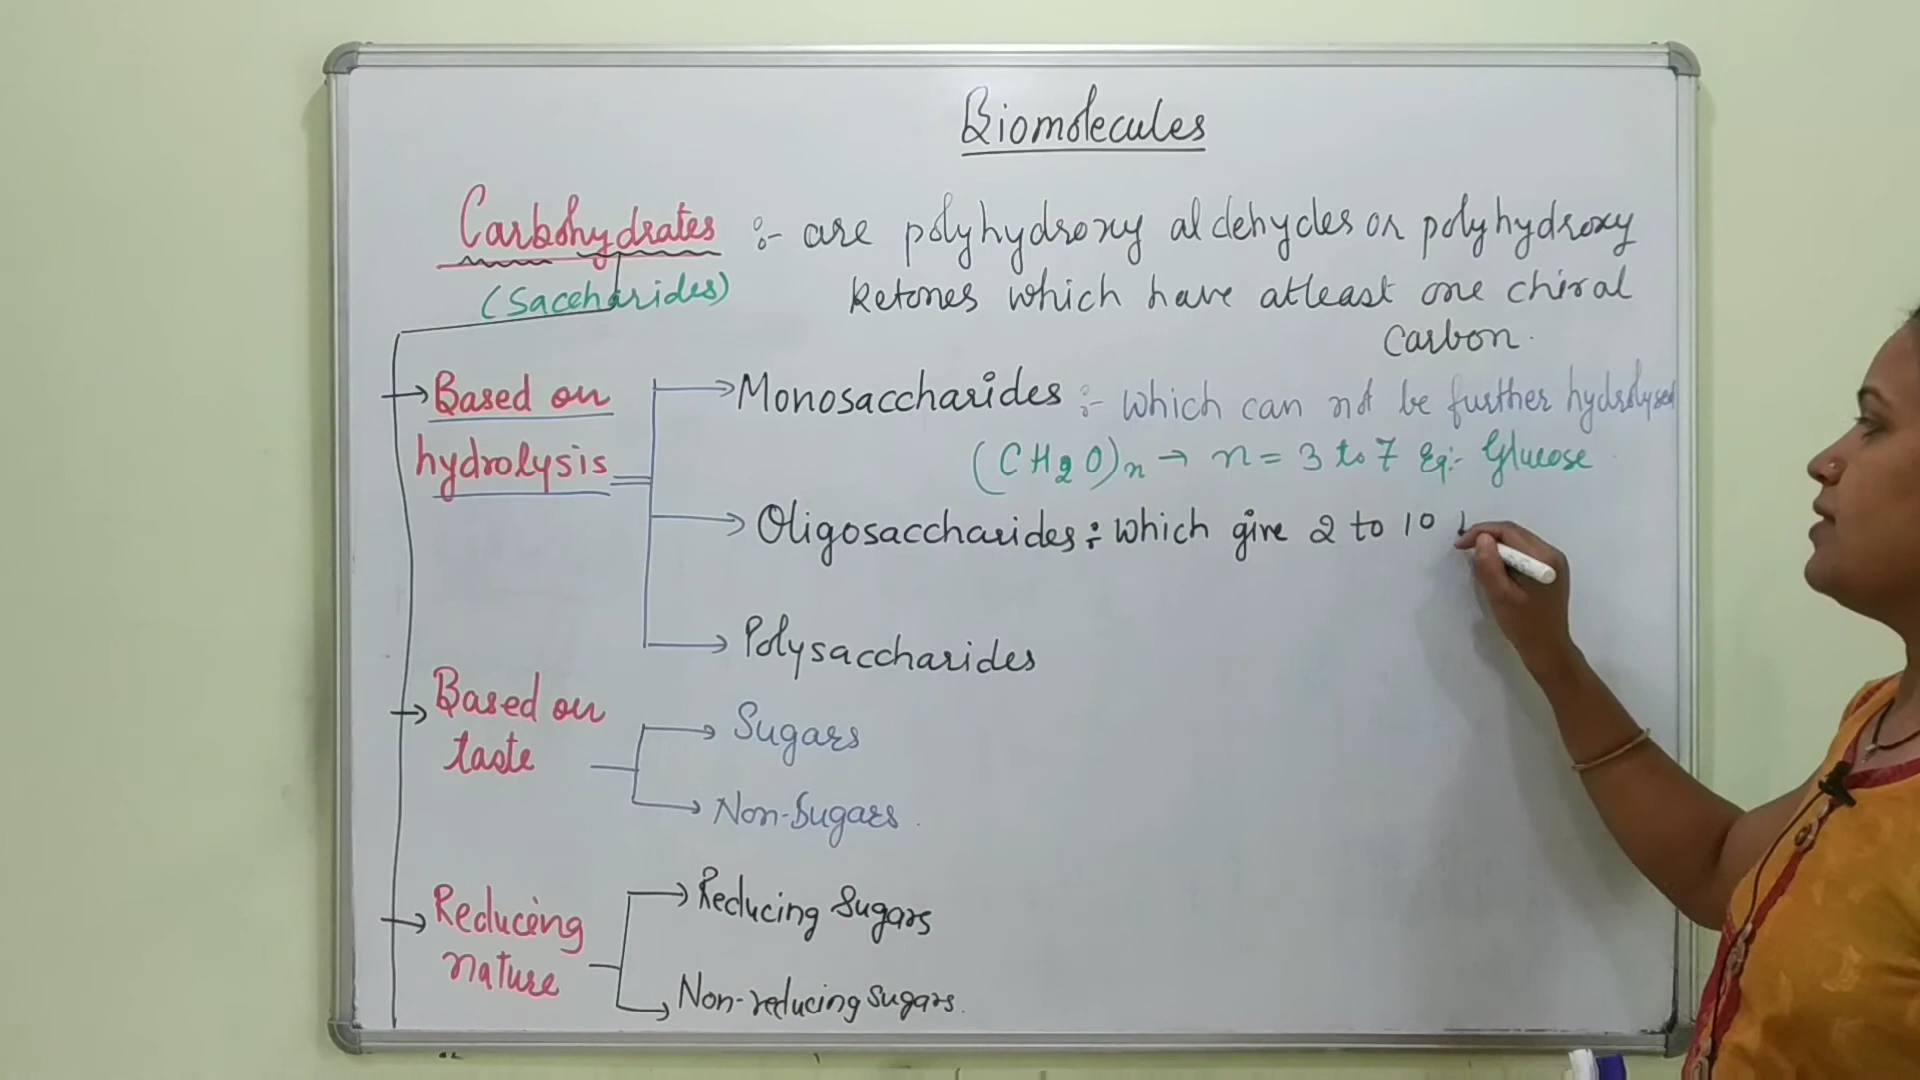 Biomolecules
Carbohydrates :- are polyhydroxy aldehydes or polyhydroxy
(Saccharides) ketones which have atleast one chiral
carbon.
Based on
hydrolysis
Monosaccharides :- which can not be further hydrolysed
(CH2O)n → n = 3 to 7 Eg:- Glucose
Oligosaccharides :- which give 2 to 10
Polysaccharides
Based on
taste
Sugars
Non-Sugars.
Reducing
nature
Reducing Sugars
Non-reducing sugars.